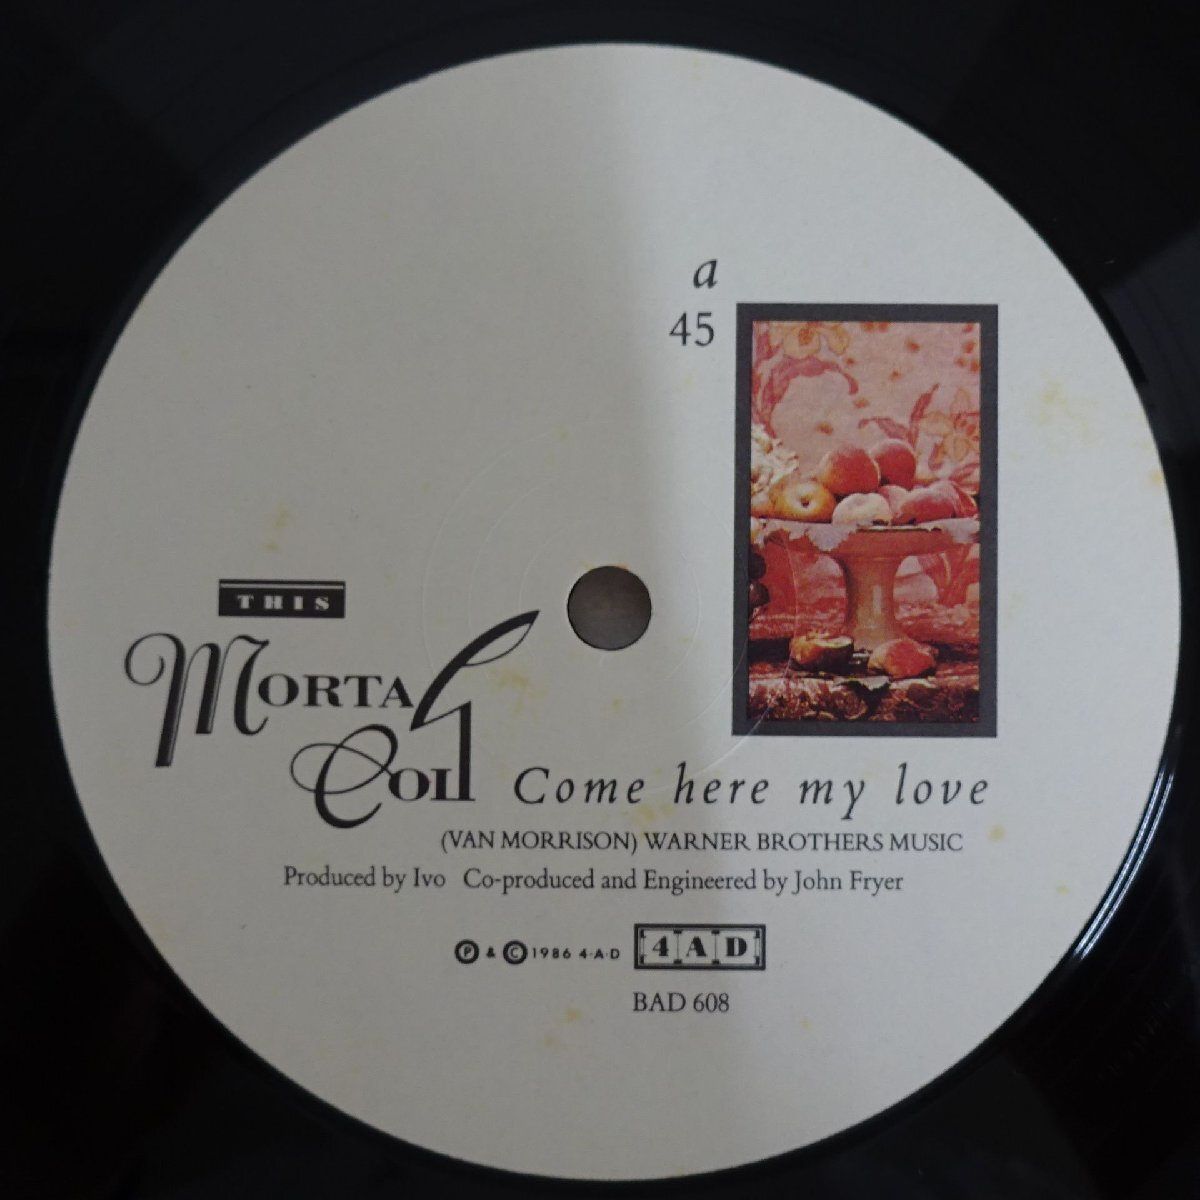 a
45
THIS
MORTAL
COIL
Come here my love
(VAN MORRISON) WARNER BROTHERS MUSIC
Produced by Ivo Co-produced and Engineered by John Fryer
℗ & © 1986 4·A·D
4AD
BAD 608